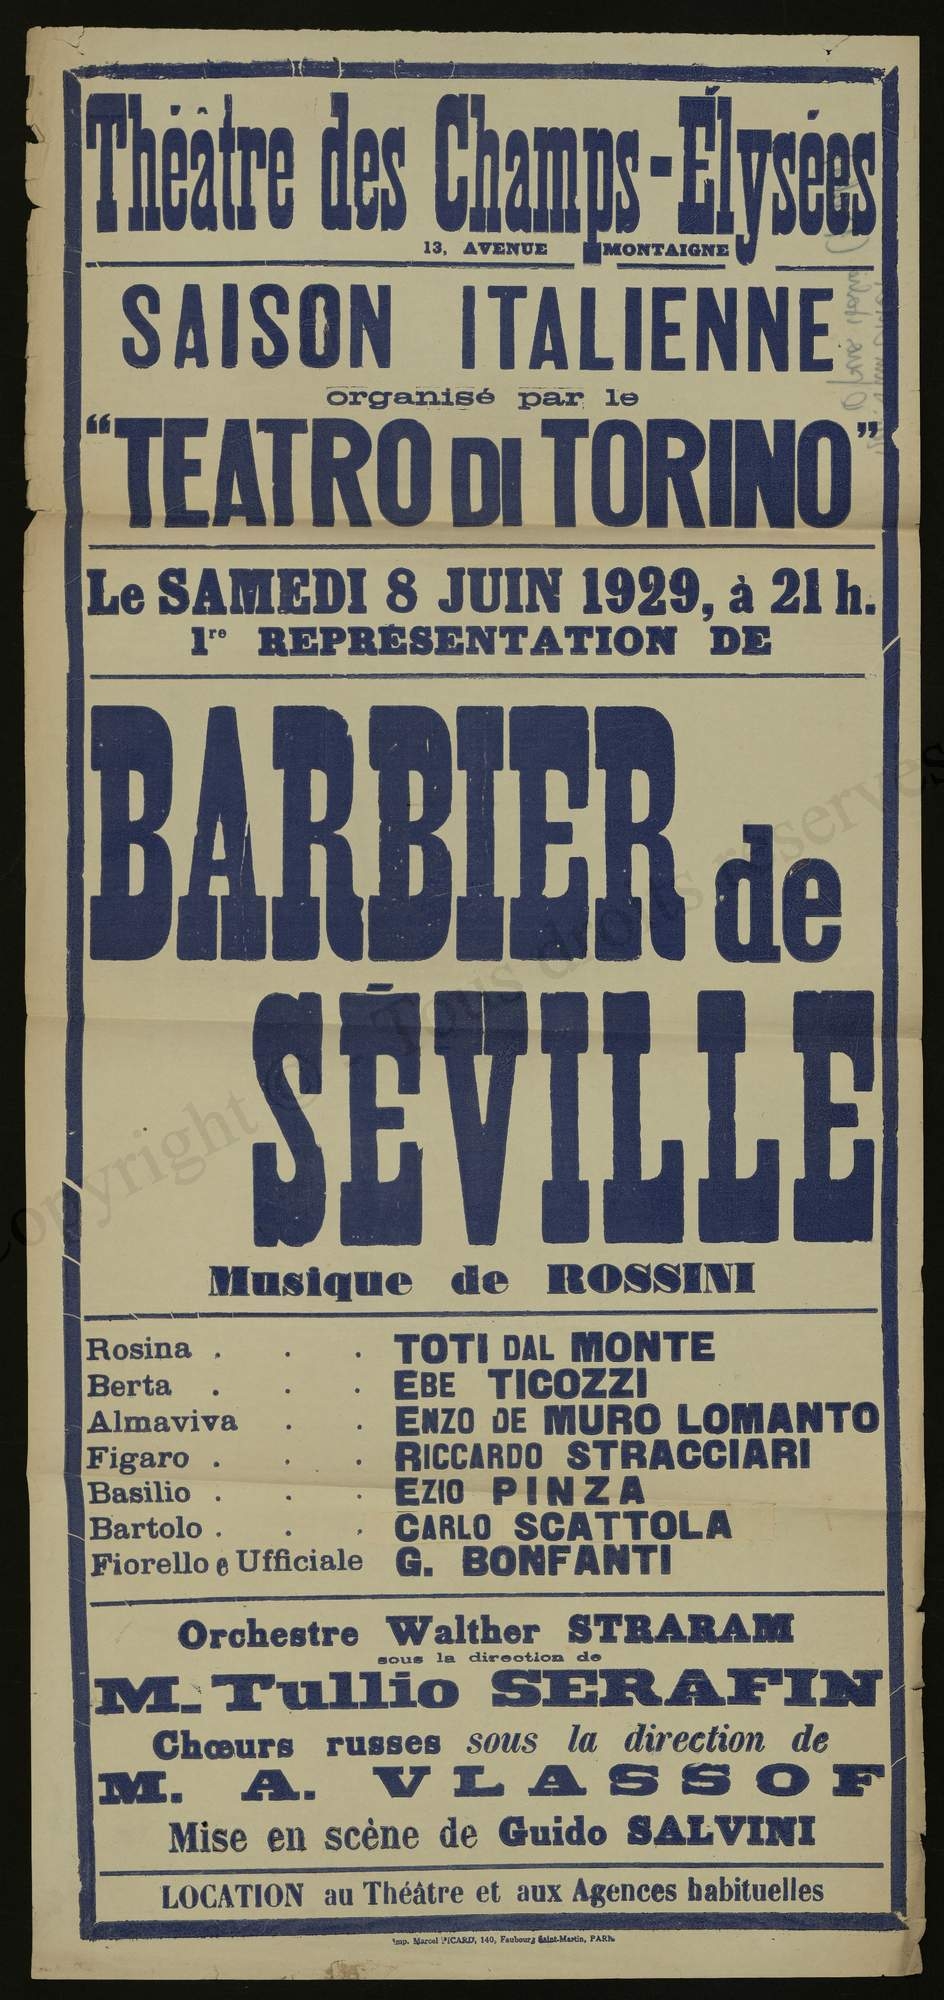 Théâtre des Champs-Élysées
13, AVENUE MONTAIGNE
SAISON ITALIENNE
organisé par le
"TEATRO DI TORINO"
Le SAMEDI 8 JUIN 1929, à 21 h.
1re REPRÉSENTATION DE
BARBIER de
SÉVILLE
Musique de ROSSINI
Rosina . . . TOTI DAL MONTE
Berta . . . EBE TICOZZI
Almaviva . . ENZO DE MURO LOMANTO
Figaro . . . RICCARDO STRACCIARI
Basilio . . . EZIO PINZA
Bartolo . . . CARLO SCATTOLA
Fiorello e Ufficiale G. BONFANTI
Orchestre Walther STRARAM
sous la direction de
M. Tullio SERAFIN
Chœurs russes sous la direction de
M. A. VLASSOF
Mise en scène de Guido SALVINI
LOCATION au Théâtre et aux Agences habituelles
Imp. Marcel PICARD, 140, Faubourg Saint-Martin, PARIS
Copyright © - Tous droits réservés